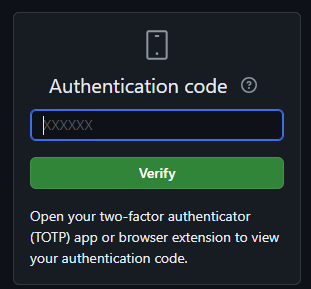 Authentication code
XXXXXX
Verify
Open your two-factor authenticator
(TOTP) app or browser extension to view
your authentication code.